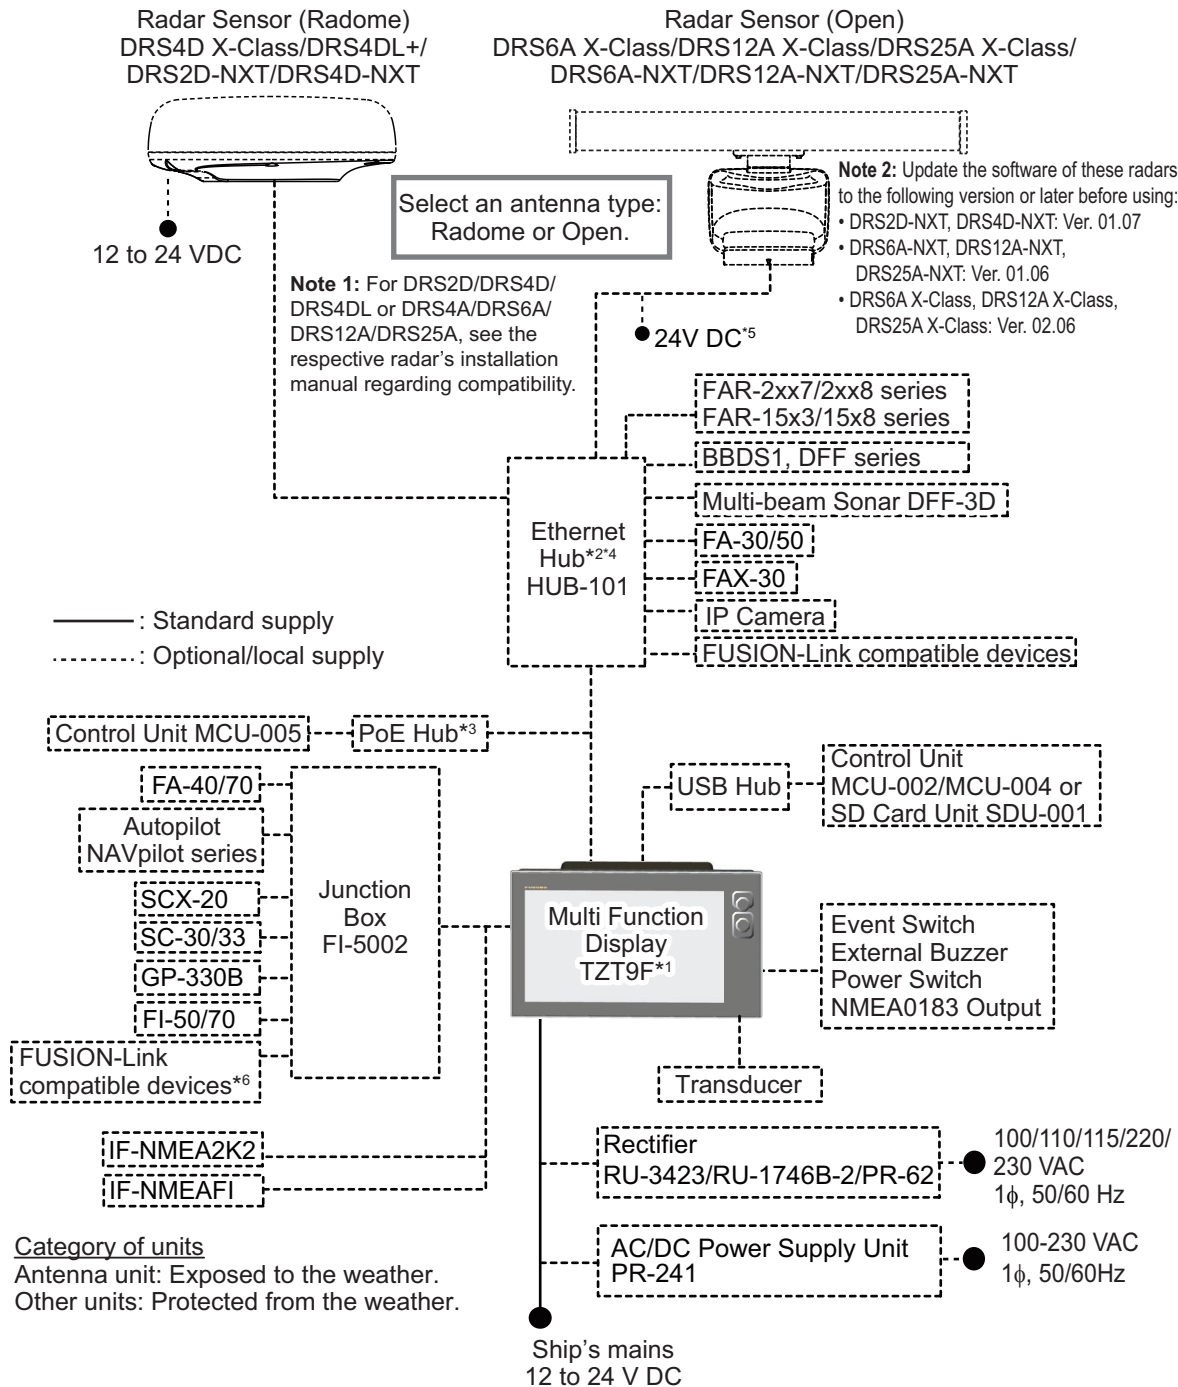 Radar Sensor (Radome)
DRS4D X-Class/DRS4DL+/
DRS2D-NXT/DRS4D-NXT
Radar Sensor (Open)
DRS6A X-Class/DRS12A X-Class/DRS25A X-Class/
DRS6A-NXT/DRS12A-NXT/DRS25A-NXT
12 to 24 VDC
Select an antenna type:
Radome or Open.
Note 2: Update the software of these radars
to the following version or later before using:
• DRS2D-NXT, DRS4D-NXT: Ver. 01.07
• DRS6A-NXT, DRS12A-NXT,
DRS25A-NXT: Ver. 01.06
• DRS6A X-Class, DRS12A X-Class,
DRS25A X-Class: Ver. 02.06
Note 1: For DRS2D/DRS4D/
DRS4DL or DRS4A/DRS6A/
DRS12A/DRS25A, see the
respective radar's installation
manual regarding compatibility.
24V DC*5
FAR-2xx7/2xx8 series
FAR-15x3/15x8 series
BBDS1, DFF series
Multi-beam Sonar DFF-3D
FA-30/50
FAX-30
IP Camera
FUSION-Link compatible devices
Ethernet
Hub*2*4
HUB-101
: Standard supply
: Optional/local supply
Control Unit MCU-005
PoE Hub*3
USB Hub
Control Unit
MCU-002/MCU-004 or
SD Card Unit SDU-001
FA-40/70
Autopilot
NAVpilot series
SCX-20
SC-30/33
GP-330B
FI-50/70
FUSION-Link
compatible devices*6
Junction
Box
FI-5002
FURUNO
Multi Function
Display
TZT9F*1
Event Switch
External Buzzer
Power Switch
NMEA0183 Output
Transducer
IF-NMEA2K2
IF-NMEAFI
Rectifier
RU-3423/RU-1746B-2/PR-62
100/110/115/220/
230 VAC
1ϕ, 50/60 Hz
AC/DC Power Supply Unit
PR-241
100-230 VAC
1ϕ, 50/60Hz
Category of units
Antenna unit: Exposed to the weather.
Other units: Protected from the weather.
Ship's mains
12 to 24 V DC